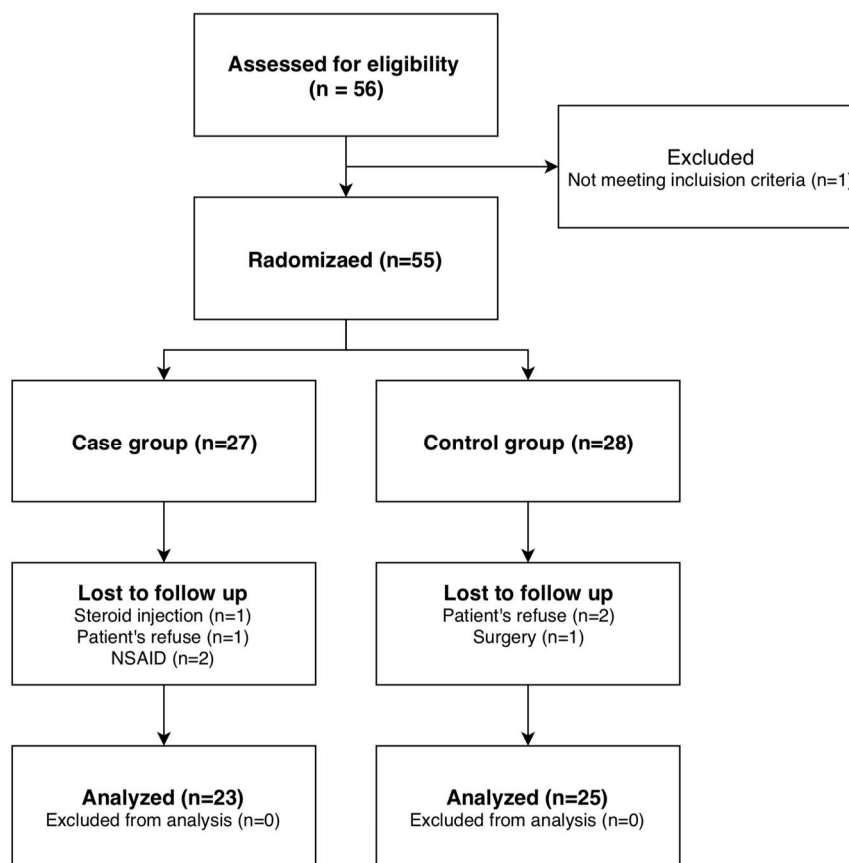 Assessed for eligibility
(n = 56)
Excluded
Not meeting incluision criteria (n=1)
Radomizaed (n=55)
Case group (n=27)
Control group (n=28)
Lost to follow up
Steroid injection (n=1)
Patient's refuse (n=1)
NSAID (n=2)
Lost to follow up
Patient's refuse (n=2)
Surgery (n=1)
Analyzed (n=23)
Excluded from analysis (n=0)
Analyzed (n=25)
Excluded from analysis (n=0)